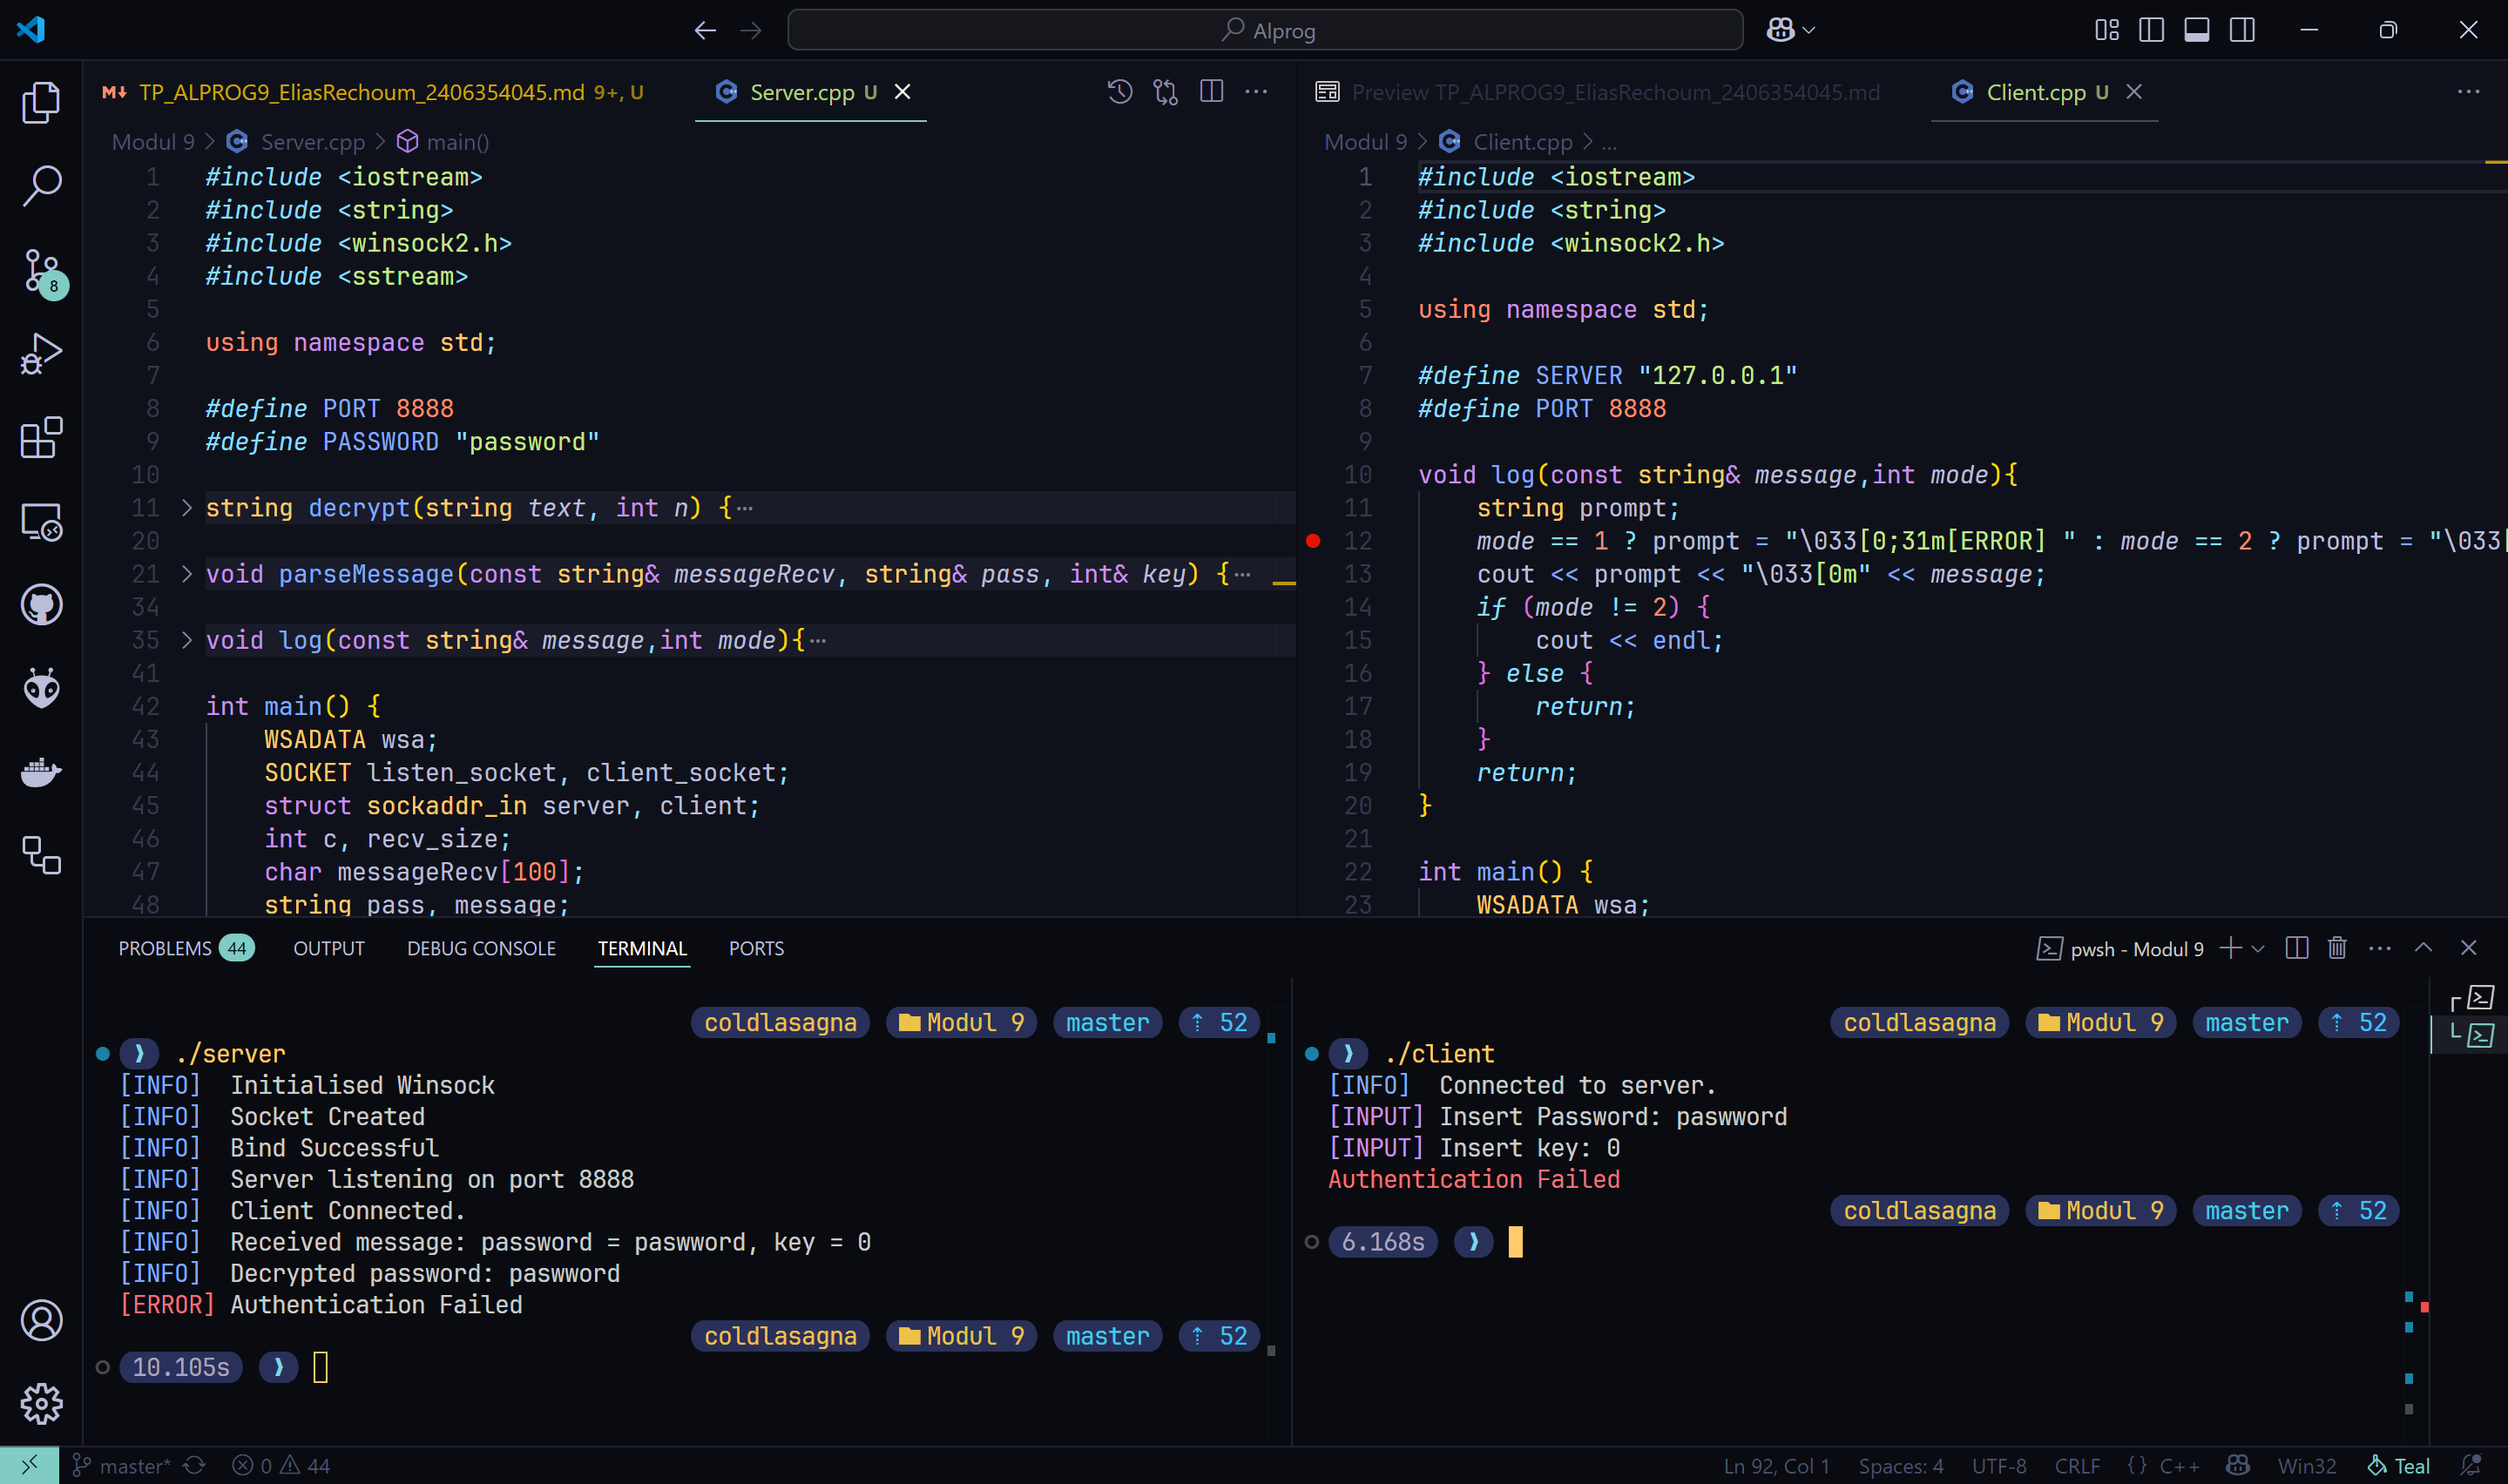 Alprog
TP_ALPROG9_EliasRechoum_2406354045.md 9+, U
Server.cpp U
Modul 9 > Server.cpp > main()
1 #include <iostream>
2 #include <string>
3 #include <winsock2.h>
4 #include <sstream>
5
6 using namespace std;
7
8 #define PORT 8888
9 #define PASSWORD "password"
10
11 string decrypt(string text, int n) {…
20
21 void parseMessage(const string& messageRecv, string& pass, int& key) {…
34
35 void log(const string& message,int mode){…
41
42 int main() {
43 WSADATA wsa;
44 SOCKET listen_socket, client_socket;
45 struct sockaddr_in server, client;
46 int c, recv_size;
47 char messageRecv[100];
48 string pass, message;
Preview TP_ALPROG9_EliasRechoum_2406354045.md
Client.cpp U
Modul 9 > Client.cpp > ...
1 #include <iostream>
2 #include <string>
3 #include <winsock2.h>
4
5 using namespace std;
6
7 #define SERVER "127.0.0.1"
8 #define PORT 8888
9
10 void log(const string& message,int mode){
11 string prompt;
12 mode == 1 ? prompt = "\033[0;31m[ERROR] " : mode == 2 ? prompt = "\033[
13 cout << prompt << "\033[0m" << message;
14 if (mode != 2) {
15 cout << endl;
16 } else {
17 return;
18 }
19 return;
20 }
21
22 int main() {
23 WSADATA wsa;
8
PROBLEMS 44 OUTPUT DEBUG CONSOLE TERMINAL PORTS
pwsh - Modul 9
coldlasagna Modul 9 master ⇡ 52
❯ ./server
[INFO] Initialised Winsock
[INFO] Socket Created
[INFO] Bind Successful
[INFO] Server listening on port 8888
[INFO] Client Connected.
[INFO] Received message: password = paswword, key = 0
[INFO] Decrypted password: paswword
[ERROR] Authentication Failed
coldlasagna Modul 9 master ⇡ 52
10.105s ❯
coldlasagna Modul 9 master ⇡ 52
❯ ./client
[INFO] Connected to server.
[INPUT] Insert Password: paswword
[INPUT] Insert key: 0
Authentication Failed
coldlasagna Modul 9 master ⇡ 52
6.168s ❯
master* 0 44
Ln 92, Col 1 Spaces: 4 UTF-8 CRLF {} C++ Win32 Teal